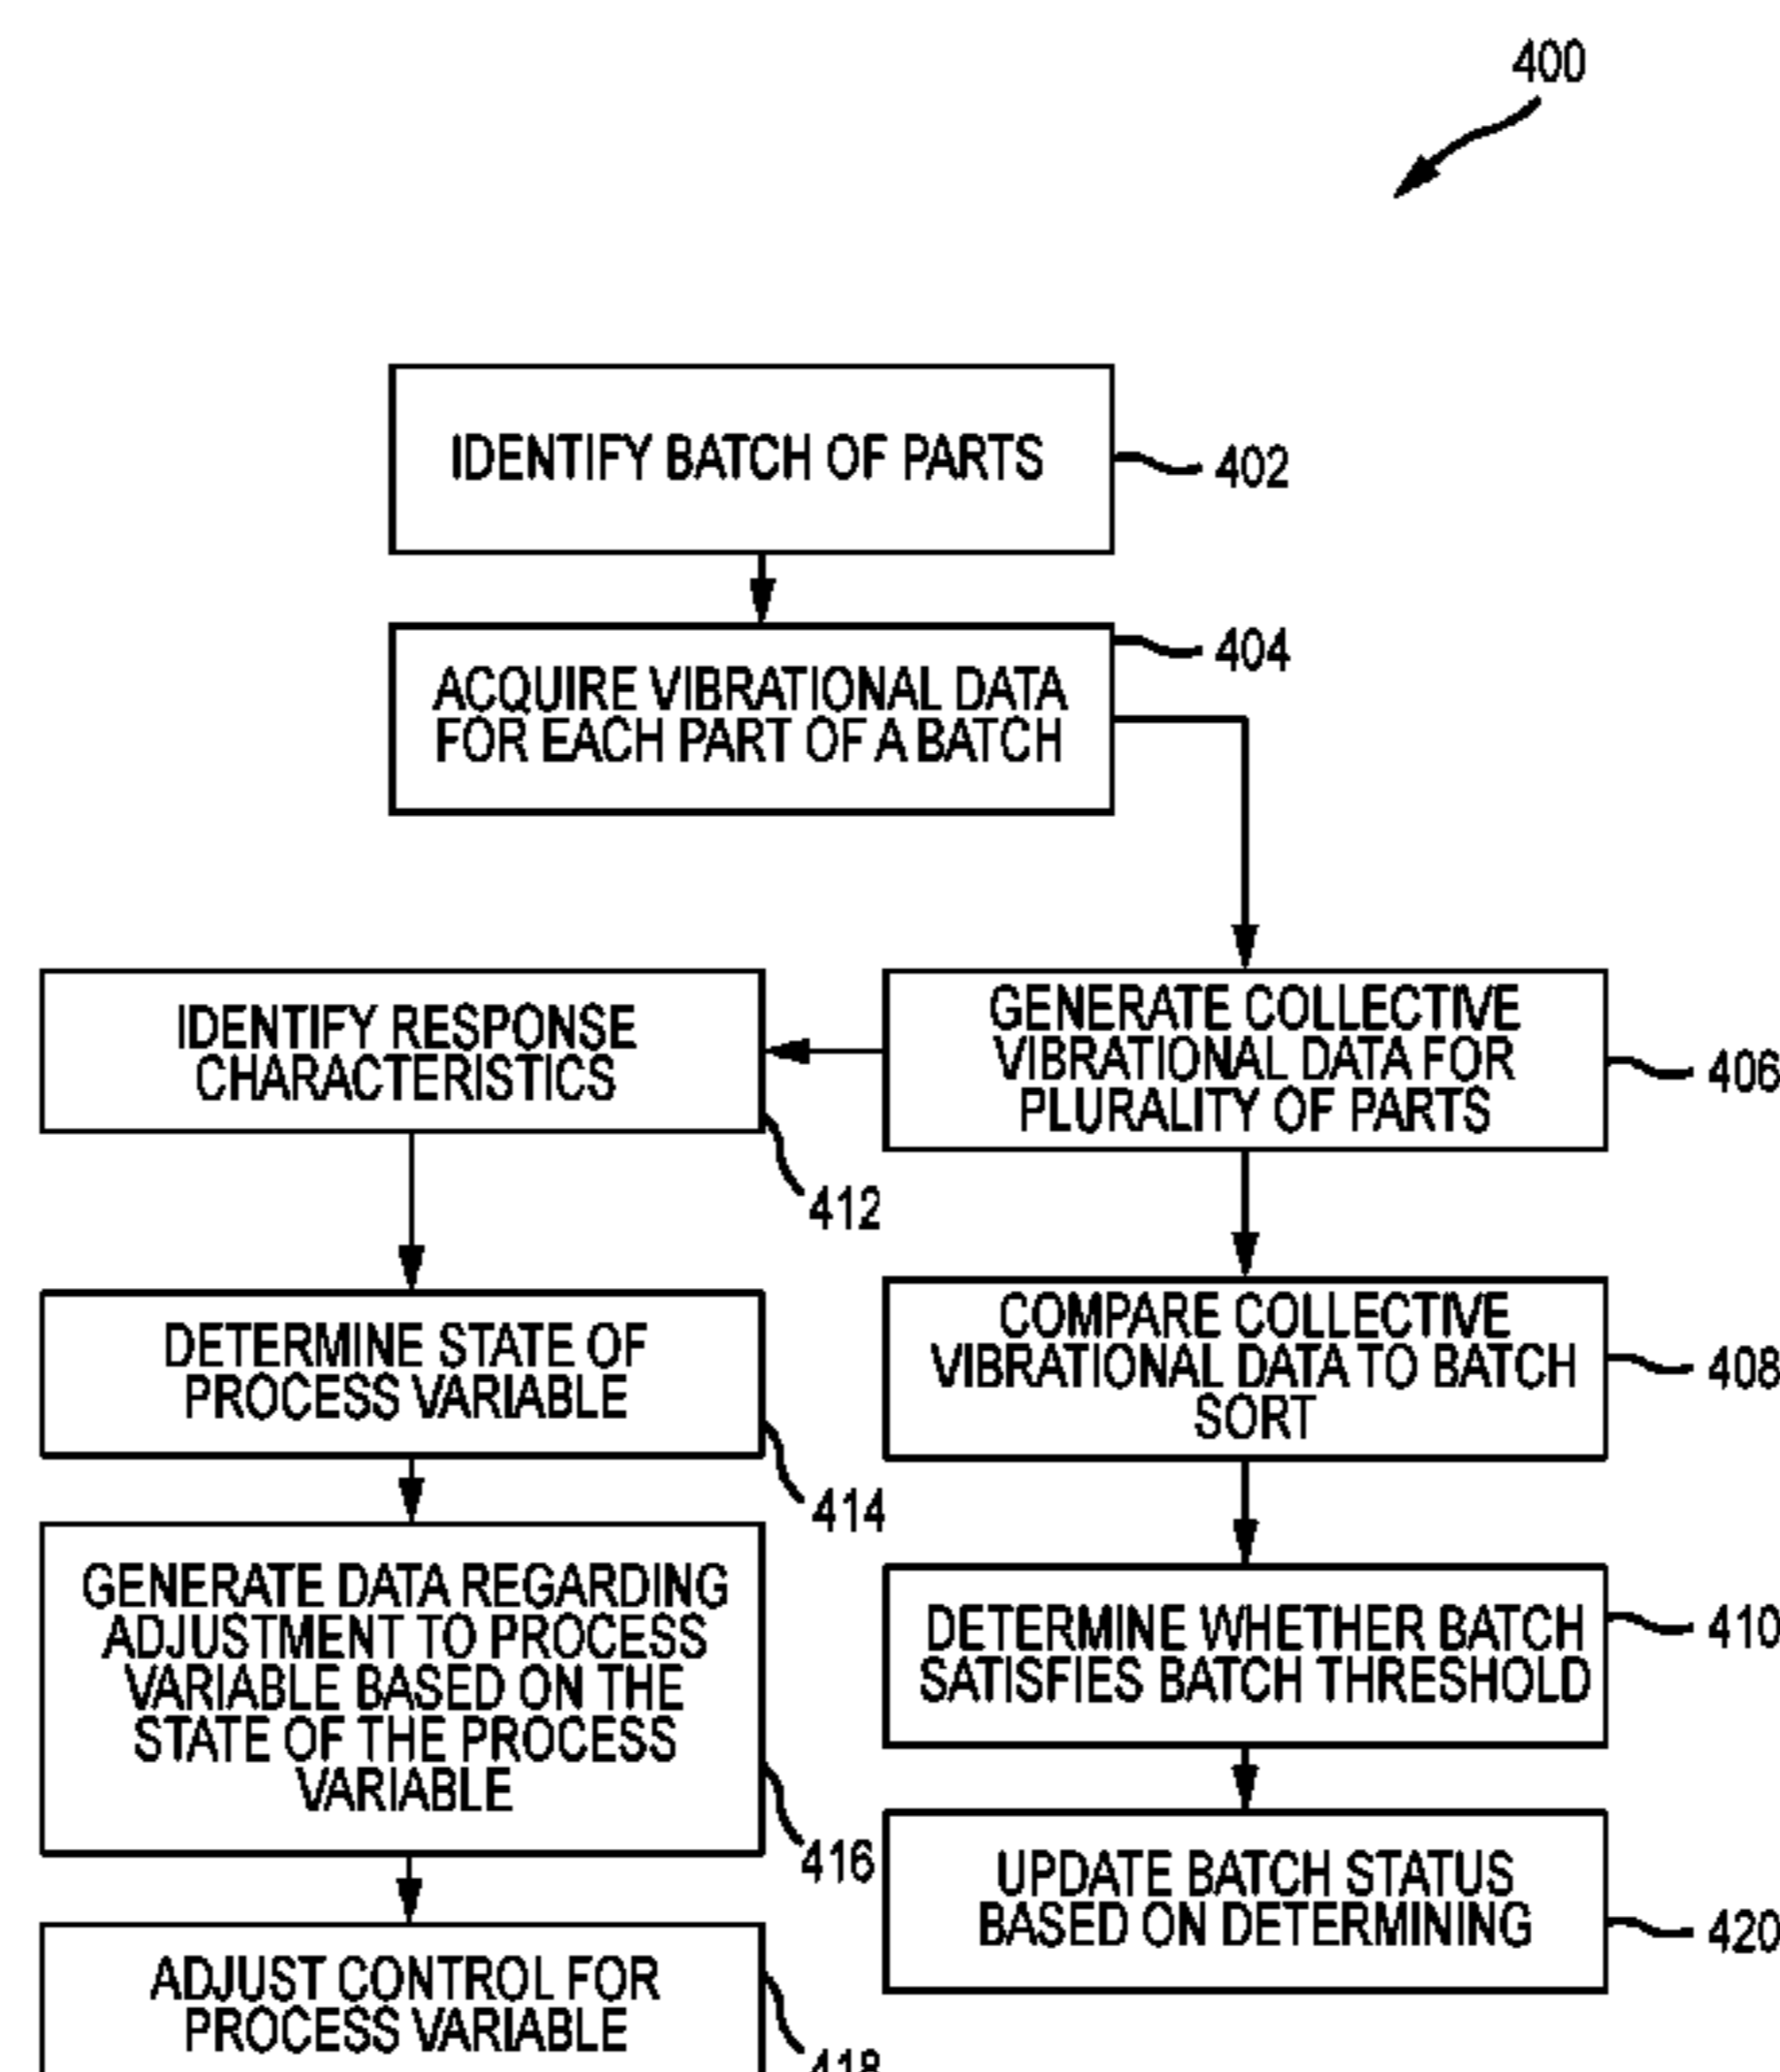 400
IDENTIFY BATCH OF PARTS
402
ACQUIRE VIBRATIONAL DATA
FOR EACH PART OF A BATCH
404
GENERATE COLLECTIVE
VIBRATIONAL DATA FOR
PLURALITY OF PARTS
406
IDENTIFY RESPONSE
CHARACTERISTICS
412
COMPARE COLLECTIVE
VIBRATIONAL DATA TO BATCH
SORT
408
DETERMINE STATE OF
PROCESS VARIABLE
414
DETERMINE WHETHER BATCH
SATISFIES BATCH THRESHOLD
410
GENERATE DATA REGARDING
ADJUSTMENT TO PROCESS
VARIABLE BASED ON THE
STATE OF THE PROCESS
VARIABLE
416
UPDATE BATCH STATUS
BASED ON DETERMINING
420
ADJUST CONTROL FOR
PROCESS VARIABLE
418